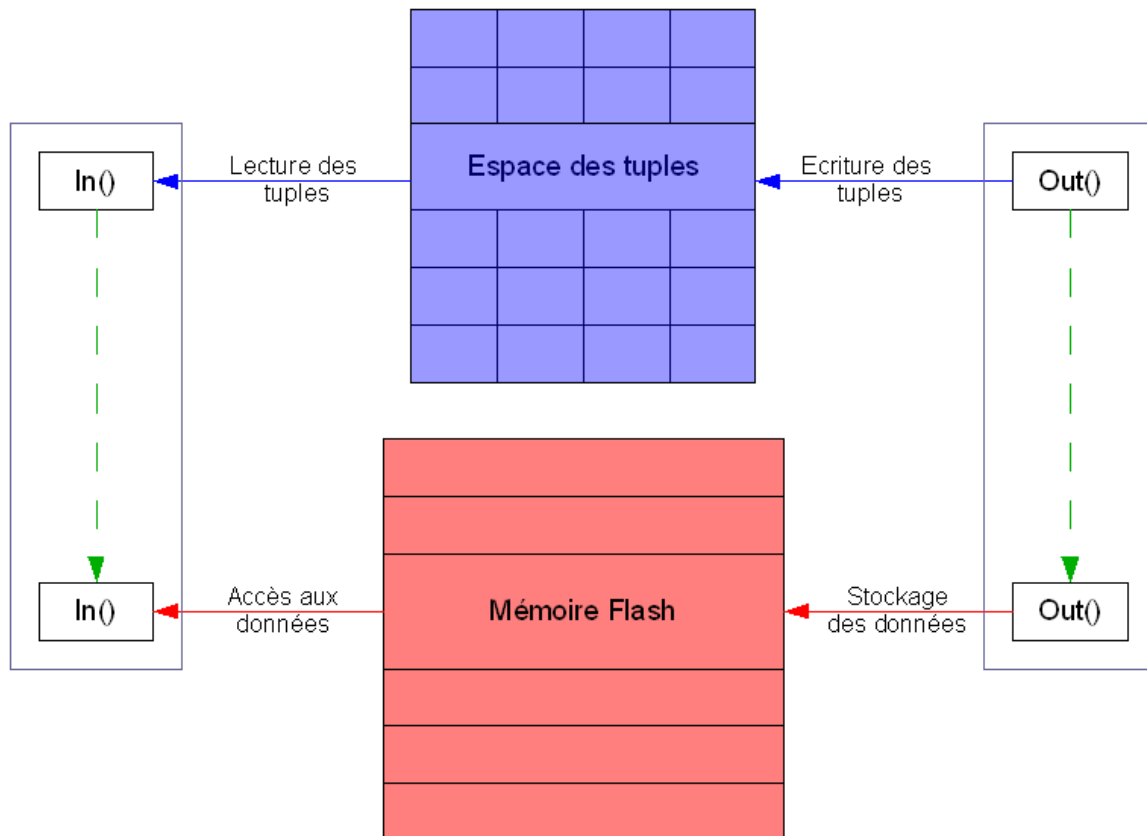 In()
Lecture des
tuples
Espace des tuples
Ecriture des
tuples
Out()
In()
Accès aux
données
Mémoire Flash
Stockage
des données
Out()